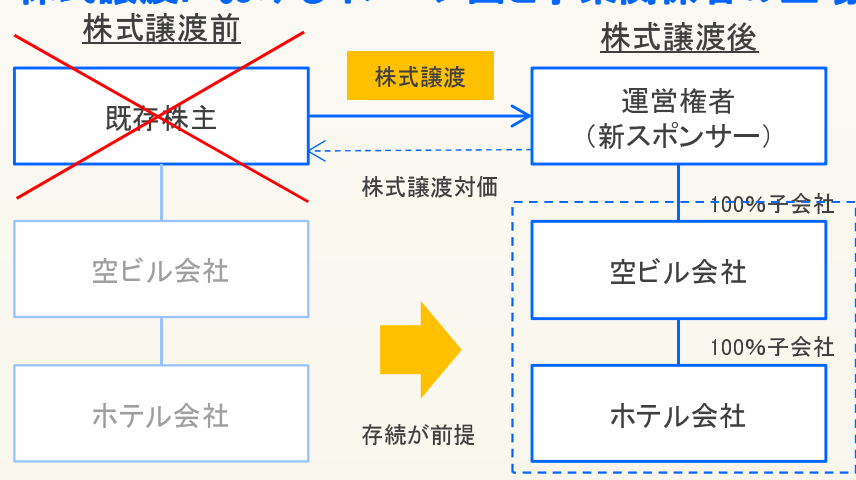 株式譲渡前
株式譲渡後
株式譲渡
既存株主
運営権者
（新スポンサー）
株式譲渡対価
100%子会社
空ビル会社
空ビル会社
100%子会社
ホテル会社
ホテル会社
存続が前提